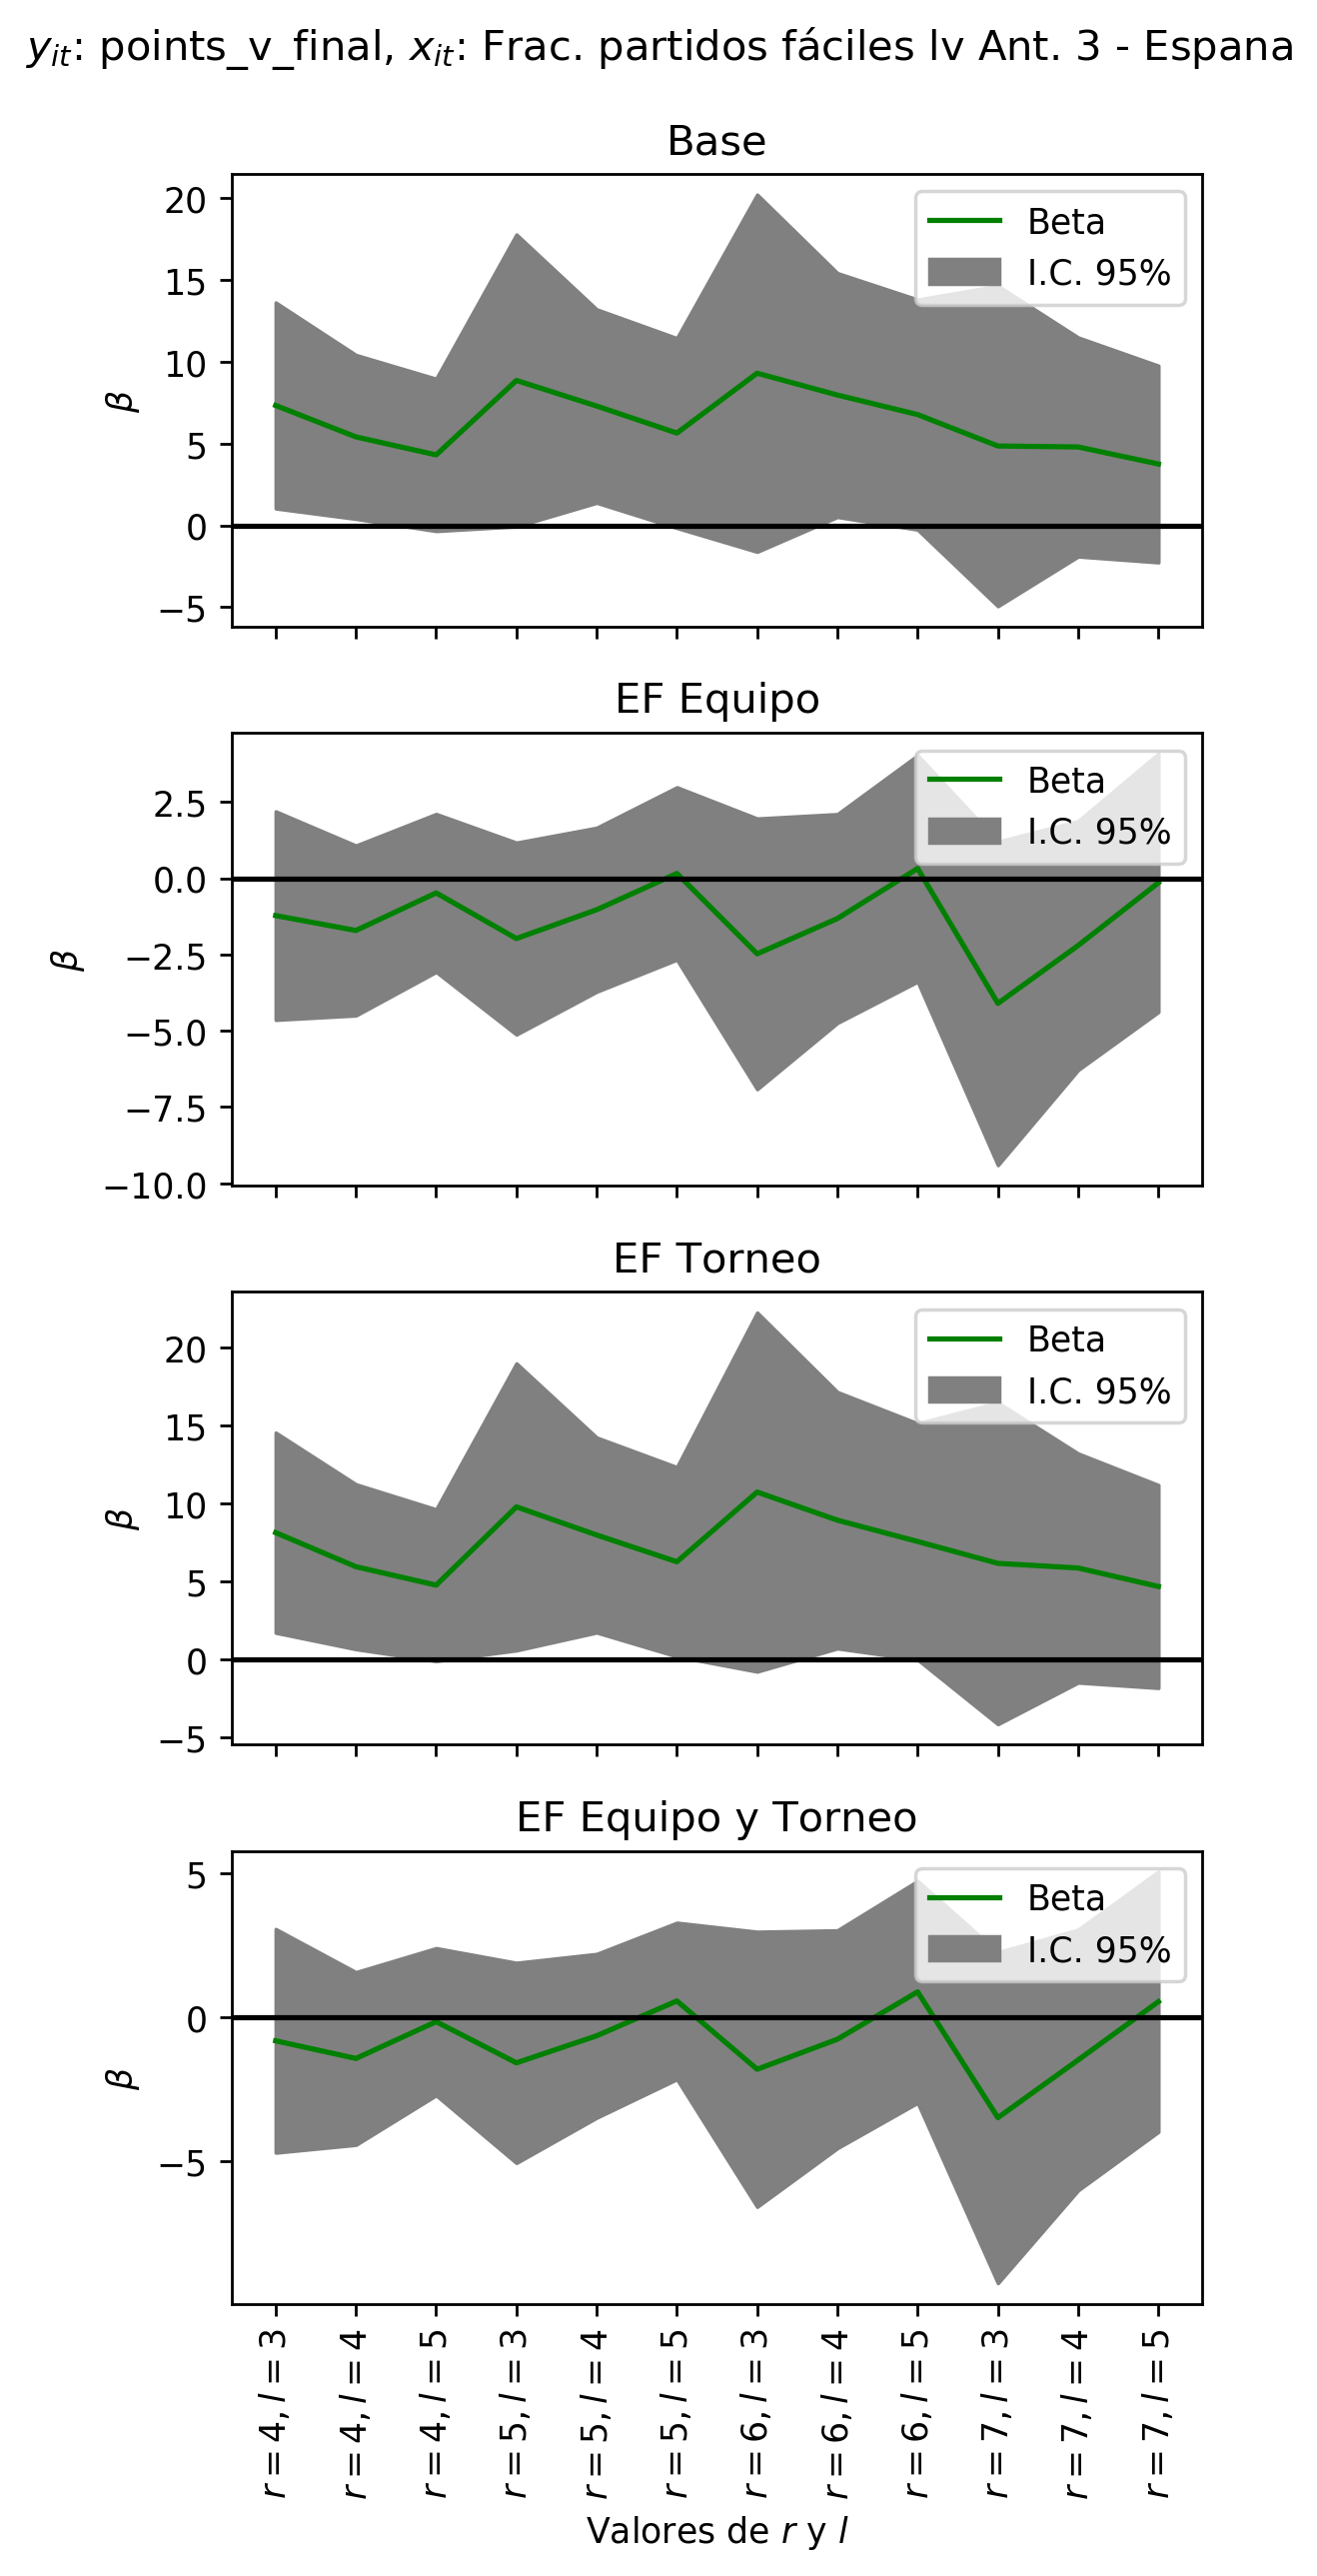 y_it: points_v_final, x_it: Frac. partidos fáciles lv Ant. 3 - Espana
Base
20
15
10
5
0
−5
β
Beta
I.C. 95%
EF Equipo
2.5
0.0
−2.5
−5.0
−7.5
−10.0
β
Beta
I.C. 95%
EF Torneo
20
15
10
5
0
−5
β
Beta
I.C. 95%
EF Equipo y Torneo
5
0
−5
β
Beta
I.C. 95%
r = 4, l = 3
r = 4, l = 4
r = 4, l = 5
r = 5, l = 3
r = 5, l = 4
r = 5, l = 5
r = 6, l = 3
r = 6, l = 4
r = 6, l = 5
r = 7, l = 3
r = 7, l = 4
r = 7, l = 5
Valores de r y l